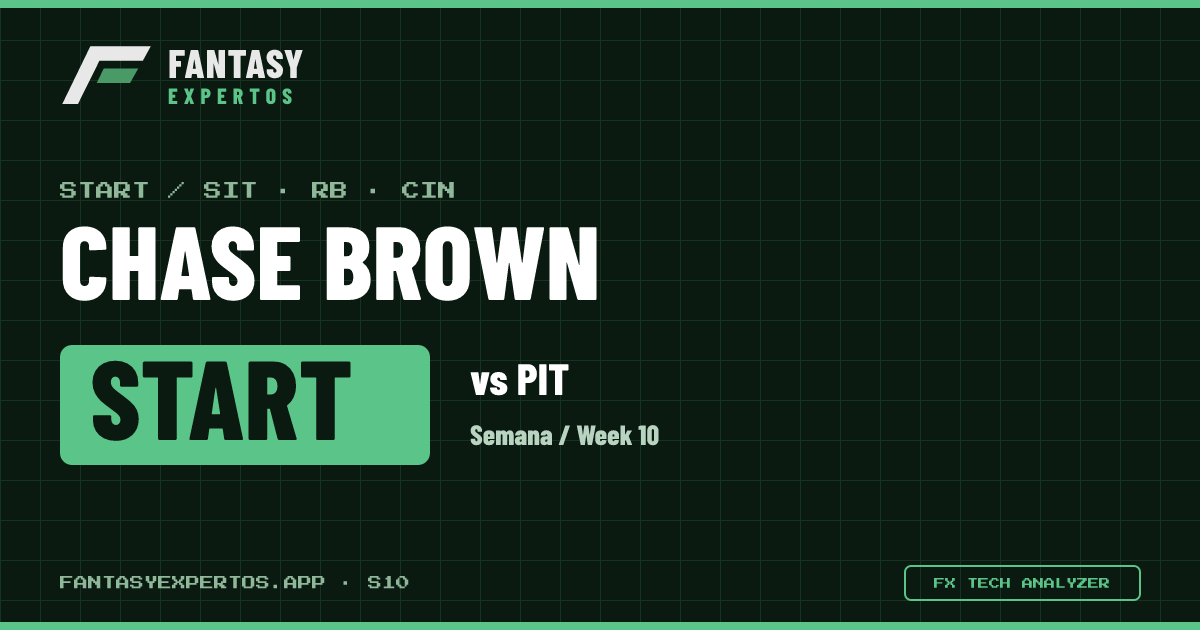 FANTASY
EXPERTOS
START / SIT · RB · CIN
CHASE BROWN
START
vs PIT
Semana / Week 10
FANTASYEXPERTOS.APP · S10
FX TECH ANALYZER